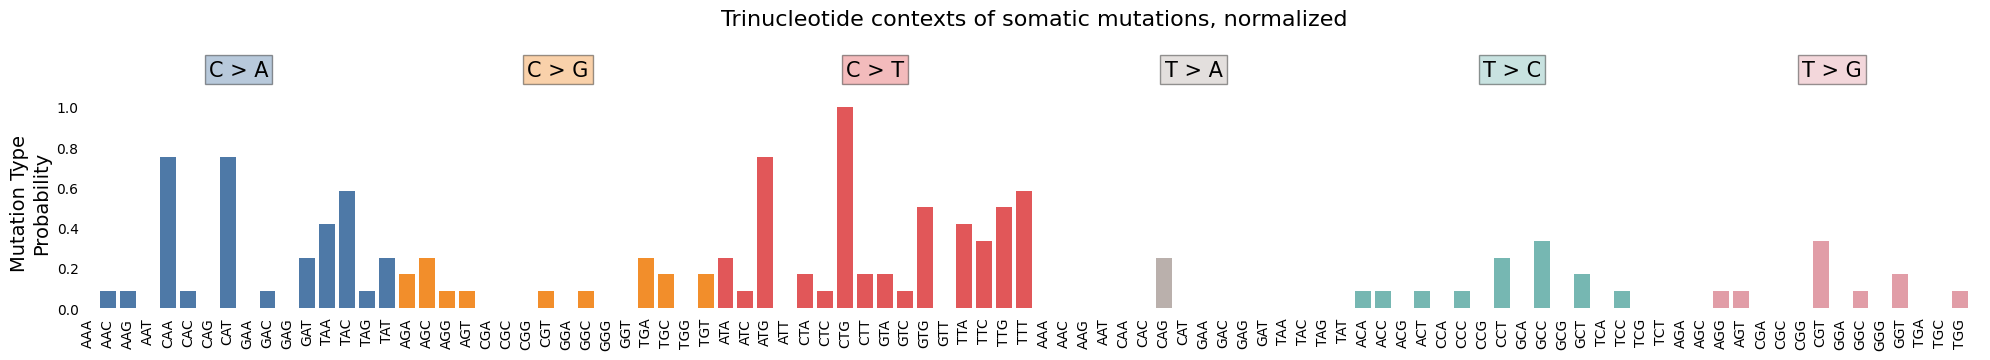 Trinucleotide contexts of somatic mutations, normalized
C > A C > G C > T T > A T > C T > G
Mutation Type
Probability
1.0
0.8
0.6
0.4
0.2
0.0
AAA AAC AAG AAT CAA CAC CAG CAT GAA GAC GAG GAT TAA TAC TAG TAT AGA AGC AGG AGT CGA CGC CGG CGT GGA GGC GGG GGT TGA TGC TGG TGT ATA ATC ATG ATT CTA CTC CTG CTT GTA GTC GTG GTT TTA TTC TTG TTT AAA AAC AAG AAT CAA CAC CAG CAT GAA GAC GAG GAT TAA TAC TAG TAT ACA ACC ACG ACT CCA CCC CCG CCT GCA GCC GCG GCT TCA TCC TCG TCT AGA AGC AGG AGT CGA CGC CGG CGT GGA GGC GGG GGT TGA TGC TGG